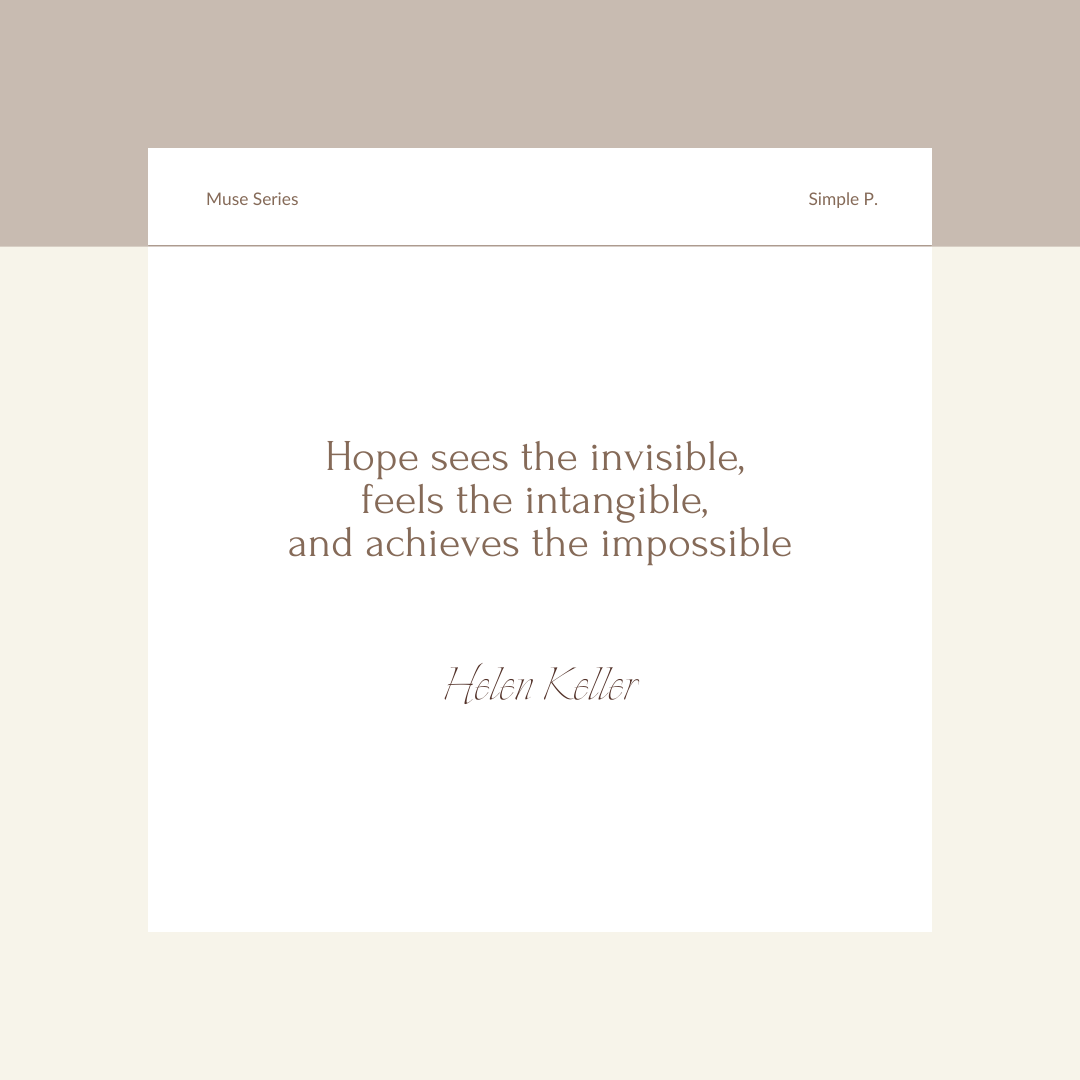 Muse Series
Simple P.
Hope sees the invisible,
feels the intangible,
and achieves the impossible
Helen Keller